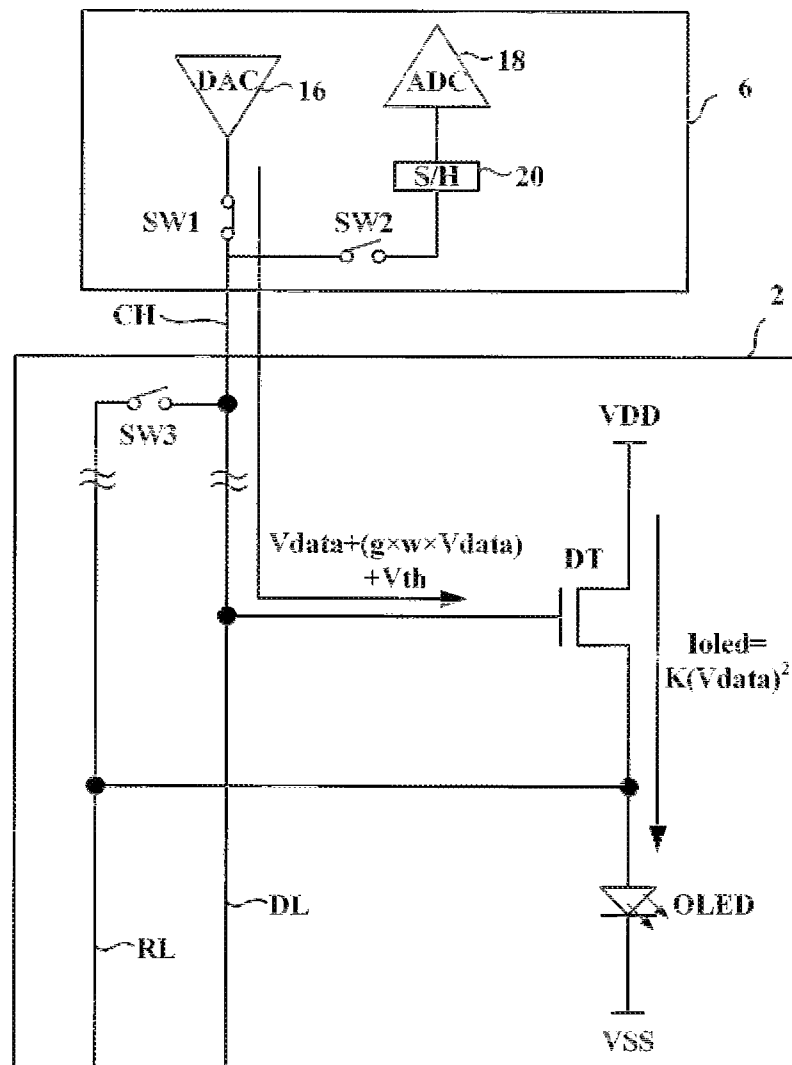 DAC
16
ADC
18
6
S/H
20
SW1
SW2
CH
2
SW3
VDD
Vdata+(g×w×Vdata)
+Vth
DT
Ioled=
K(Vdata)²
DL
OLED
RL
VSS